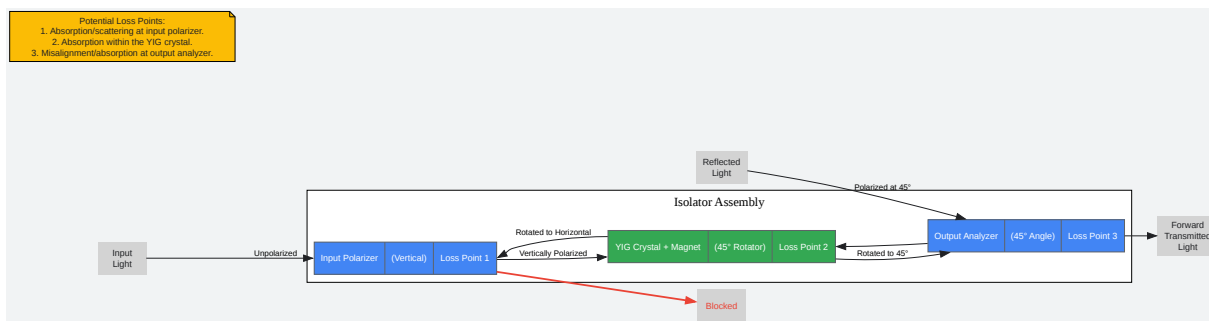 Potential Loss Points:
1. Absorption/scattering at input polarizer.
2. Absorption within the YIG crystal.
3. Misalignment/absorption at output analyzer.
Reflected
Light
Polarized at 45°
Isolator Assembly
Input
Light
Unpolarized
Input Polarizer
(Vertical)
Loss Point 1
Rotated to Horizontal
Vertically Polarized
YIG Crystal + Magnet
(45° Rotator)
Loss Point 2
Rotated to 45°
Output Analyzer
(45° Angle)
Loss Point 3
Forward
Transmitted
Light
Blocked